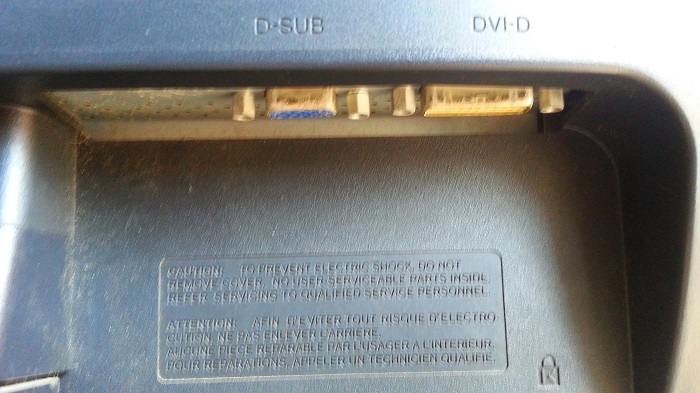 D-SUB DVI-D
CAUTION: TO PREVENT ELECTRIC SHOCK, DO NOT
REMOVE COVER. NO USER SERVICEABLE PARTS INSIDE.
REFER SERVICING TO QUALIFIED SERVICE PERSONNEL.
ATTENTION: AFIN D'EVITER TOUT RISQUE D'ELECTRO
CUTION, NE PAS ENLEVER L'ARRIERE.
AUCUNE PIECE REPARABLE PAR L'USAGER A L'INTERIEUR.
POUR REPARATIONS, APPELER UN TECHNICIEN QUALIFIE.